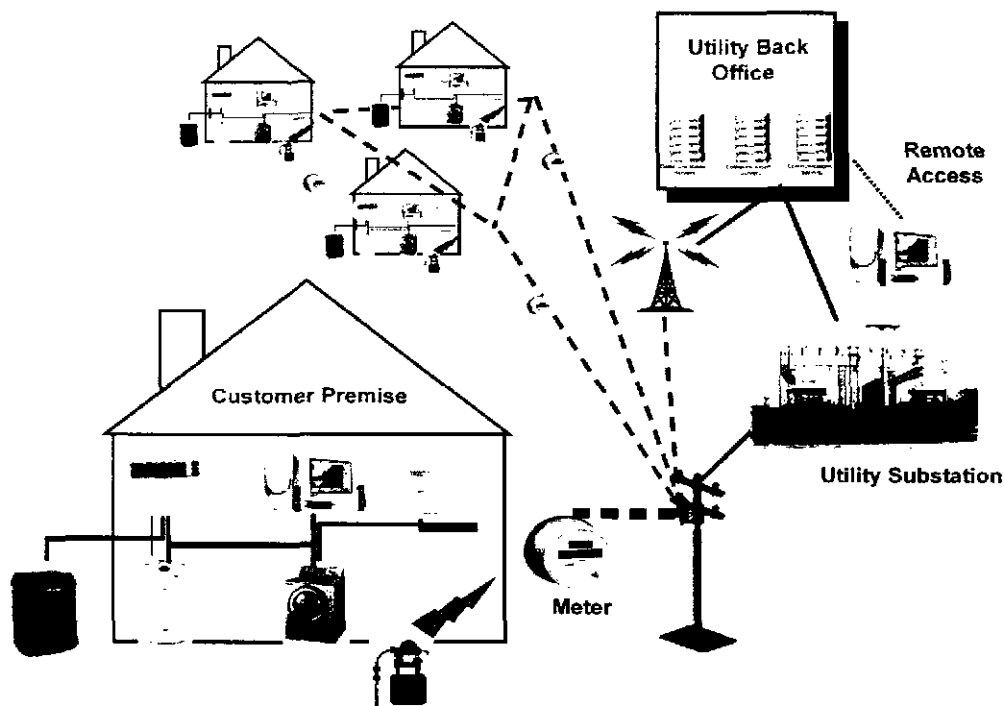 Utility Back
Office
Remote
Access
Customer Premise
Utility Substation
Meter